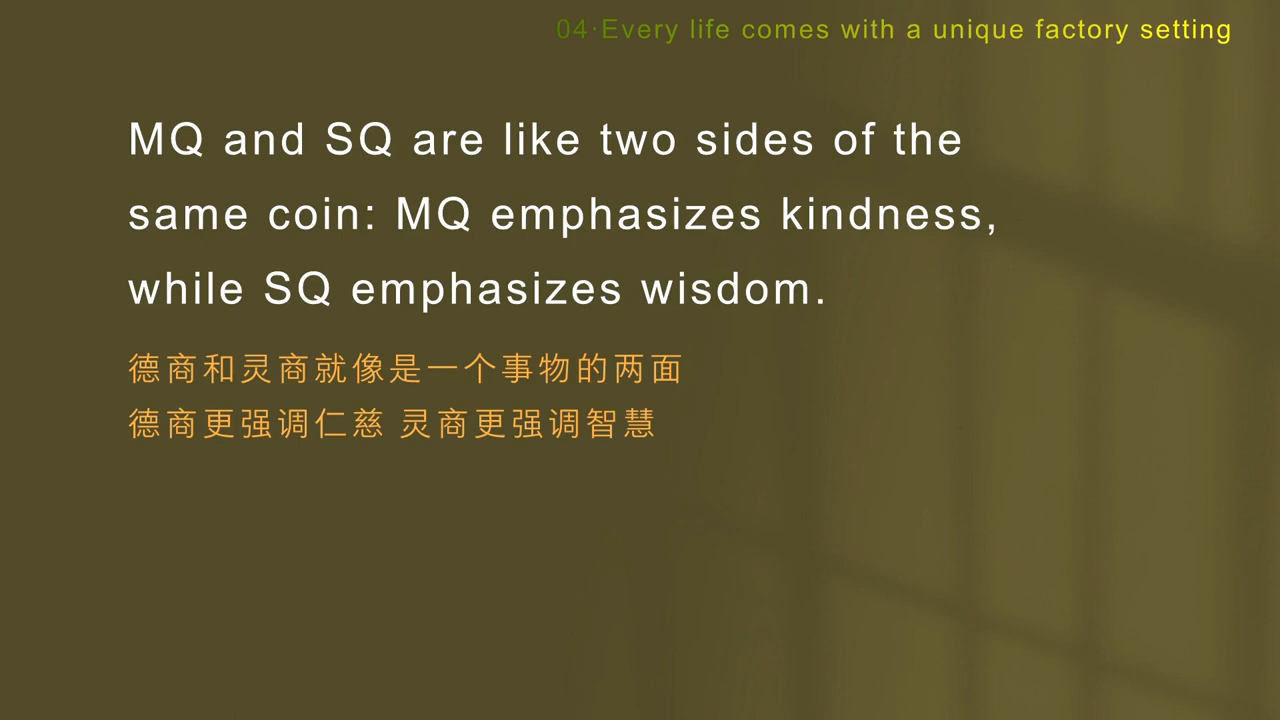 04·Every life comes with a unique factory setting
MQ and SQ are like two sides of the
same coin: MQ emphasizes kindness,
while SQ emphasizes wisdom.
德商和灵商就像是一个事物的两面
德商更强调仁慈 灵商更强调智慧